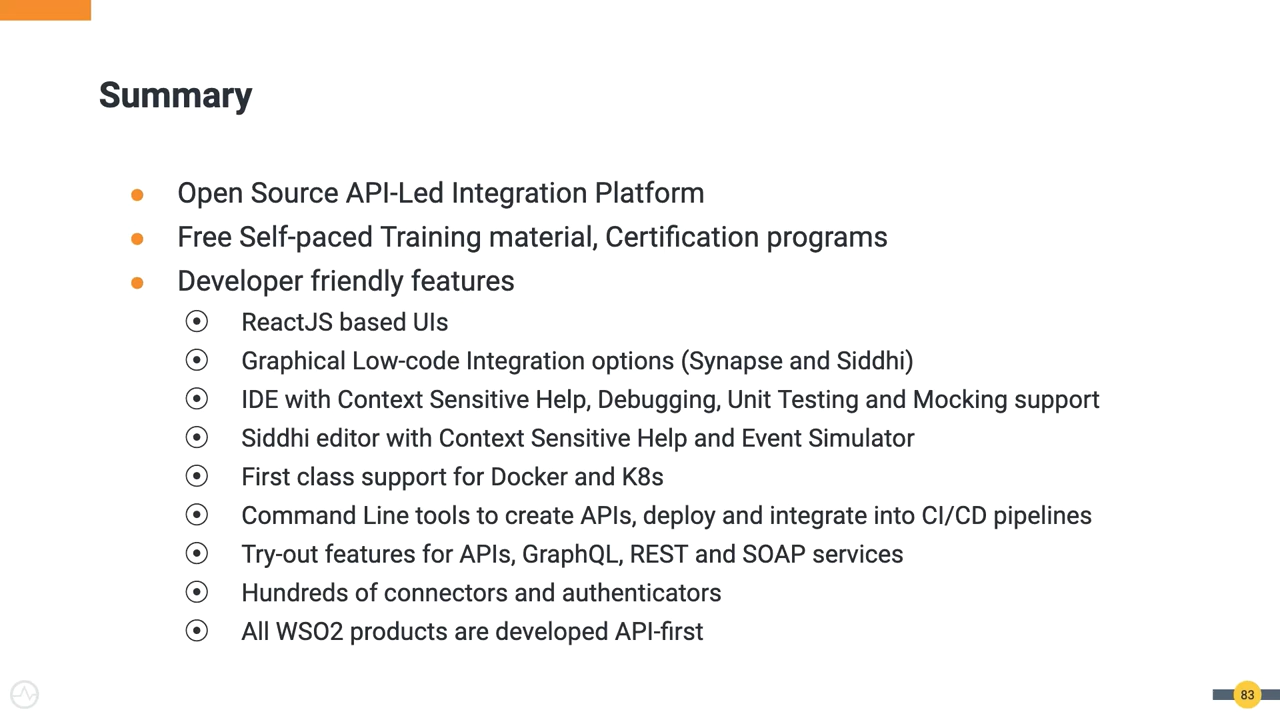 Summary
Open Source API-Led Integration Platform
Free Self-paced Training material, Certification programs
Developer friendly features
ReactJS based UIs
Graphical Low-code Integration options (Synapse and Siddhi)
IDE with Context Sensitive Help, Debugging, Unit Testing and Mocking support
Siddhi editor with Context Sensitive Help and Event Simulator
First class support for Docker and K8s
Command Line tools to create APIs, deploy and integrate into CI/CD pipelines
Try-out features for APIs, GraphQL, REST and SOAP services
Hundreds of connectors and authenticators
All WSO2 products are developed API-first
83